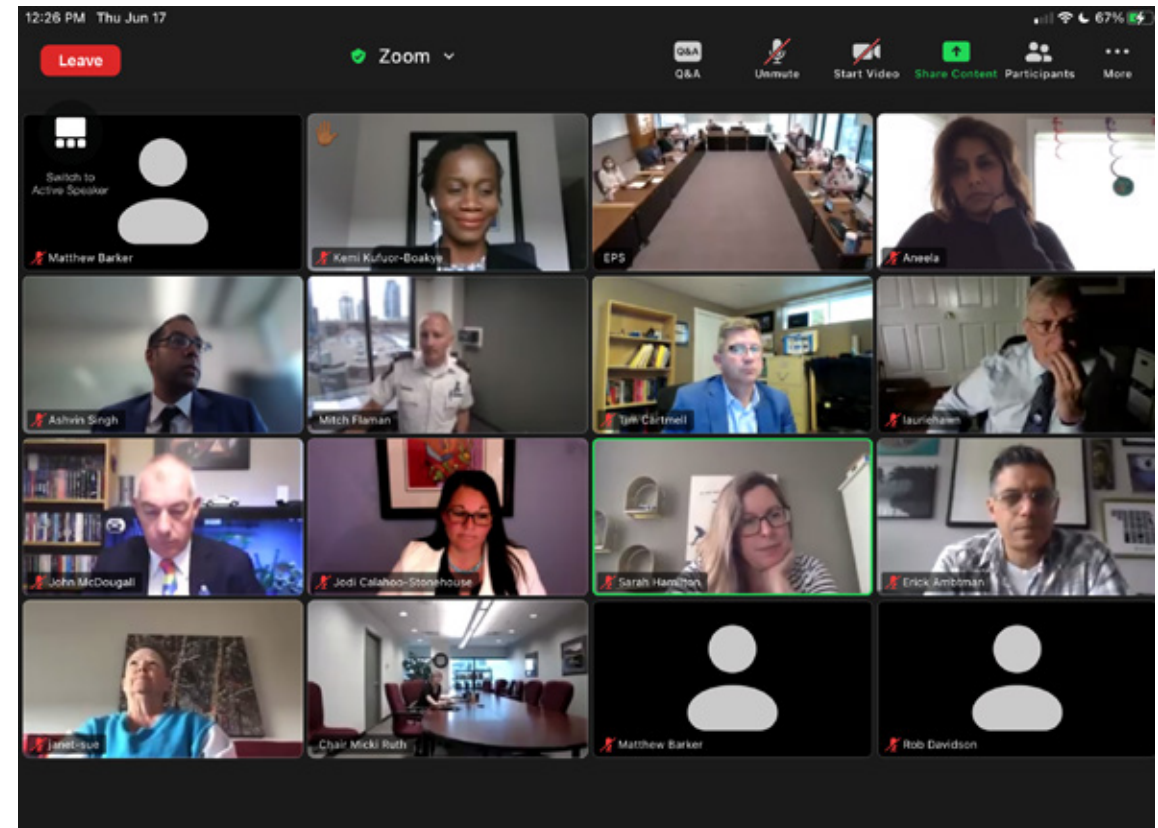 12:26 PM Thu Jun 17
67%
Leave
Zoom
Q&A
Q&A
Unmute
Start Video
Share Content
Participants
More
Switch to
Active Speaker
Matthew Barker
Kemi Kufuor-Boakye
EPS
Aneela
Ashvin Singh
Mitch Flaman
Tim Cartmell
lauriehawn
John McDougall
Jodi Calahoo-Stonehouse
Sarah Hamilton
Erick Ambtman
janet-sue
Chair Micki Ruth
Matthew Barker
Rob Davidson